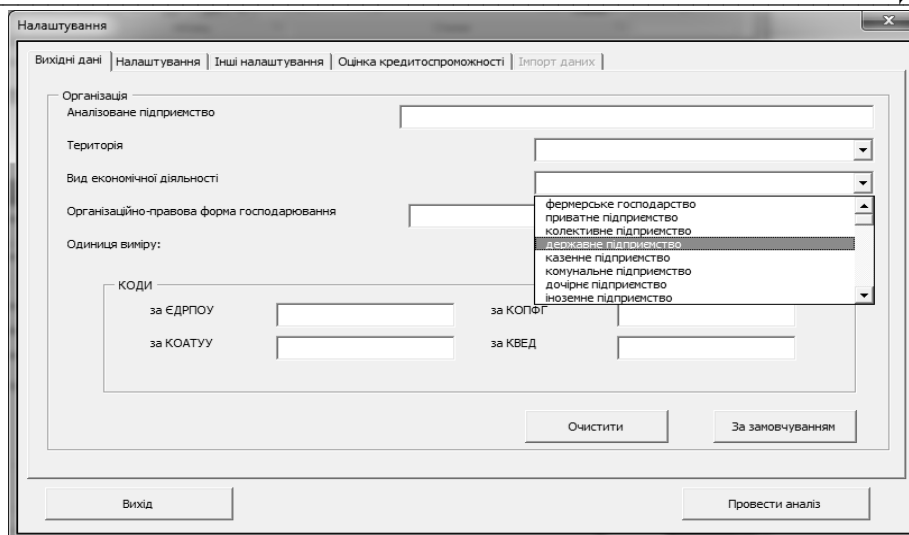 Налаштування
Вихідні дані Налаштування Інші налаштування Оцінка кредитоспроможності Імпорт даних
Організація
Аналізоване підприємство
Територія
Вид економічної діяльності
Організаційно-правова форма господарювання
фермерське господарство
приватне підприємство
колективне підприємство
державне підприємство
казенне підприємство
комунальне підприємство
дочірнє підприємство
іноземне підприємство
Одиниця виміру:
КОДИ
за ЄДРПОУ за КОПФГ
за КОАТУУ за КВЕД
Очистити За замовчуванням
Вихід Провести аналіз